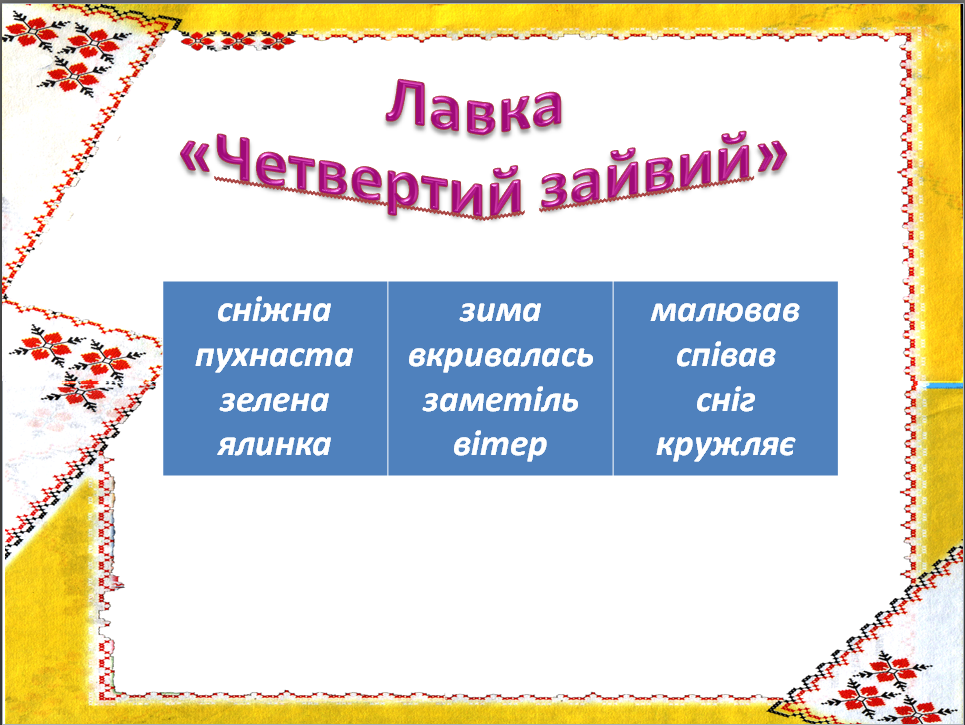 Лавка
«Четвертий зайвий»
сніжна
пухнаста
зелена
ялинка
зима
вкривалась
заметіль
вітер
малював
співав
сніг
кружляє